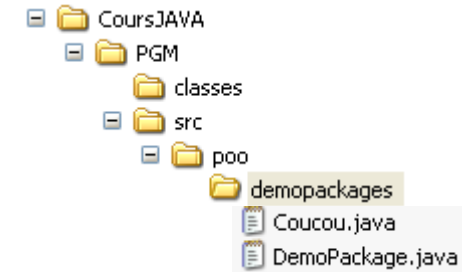 CoursJAVA
PGM
classes
src
poo
demopackages
Coucou.java
DemoPackage.java